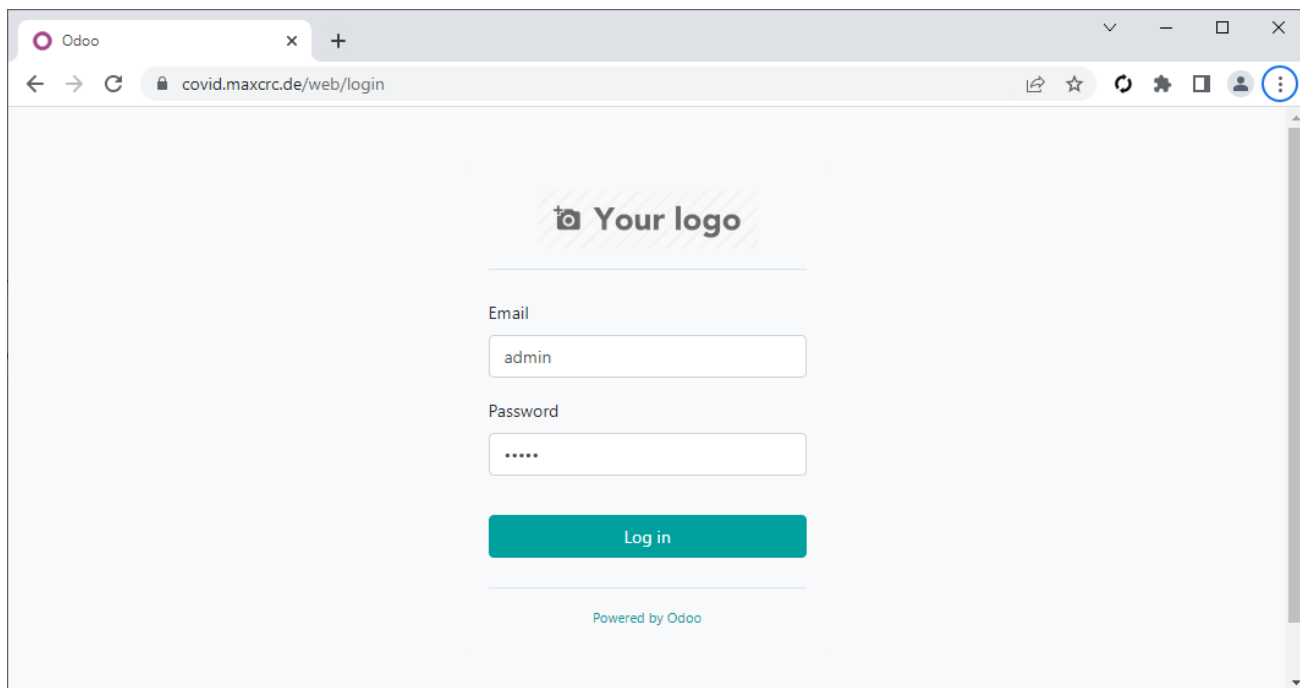 Odoo
covid.maxcrc.de/web/login
Your logo
Email
admin
Password
•••••
Log in
Powered by Odoo